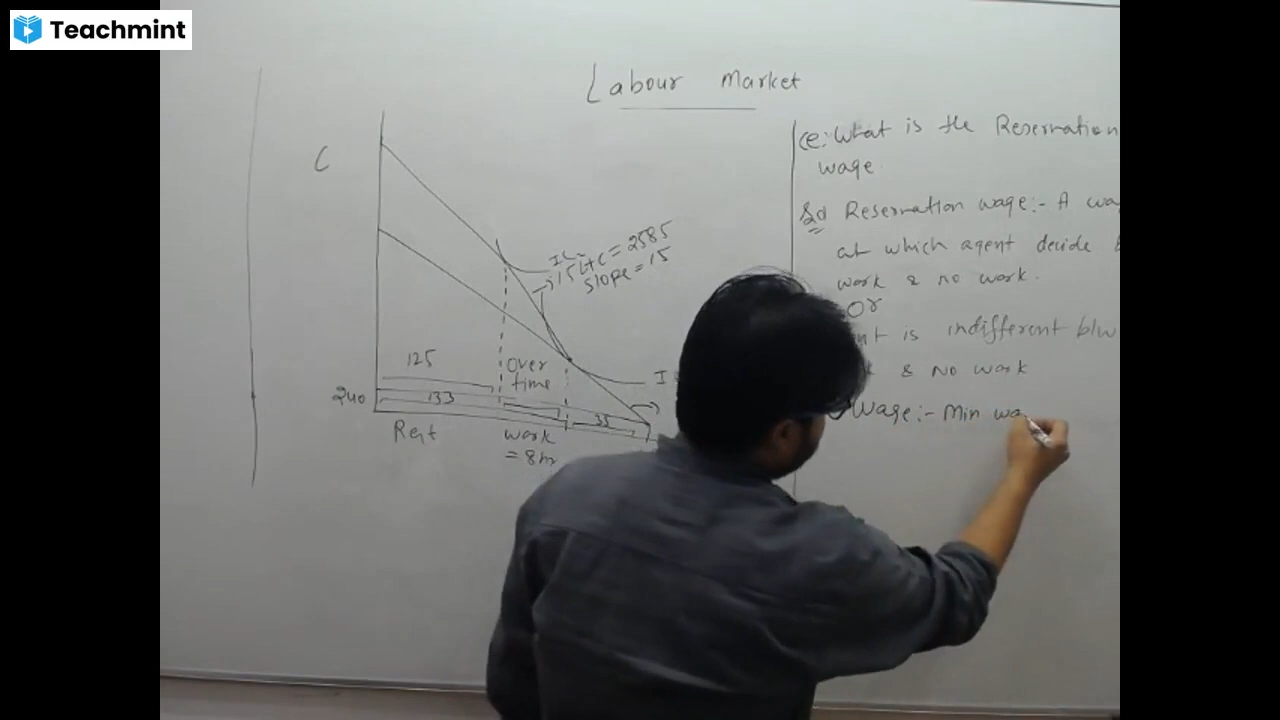 Teachmint
Labour Market
C
IC
15L+C = 2585
Slope = 15
125
over
time
240
133
35
Rest
work
= 8hr
I
(e:- What is the Reservation
wage.
Sol Reservation wage:- A wa
at which agent decide b
work & no work.
Or
nt is indifferent b/w
k & no work
Wage:- Min wa